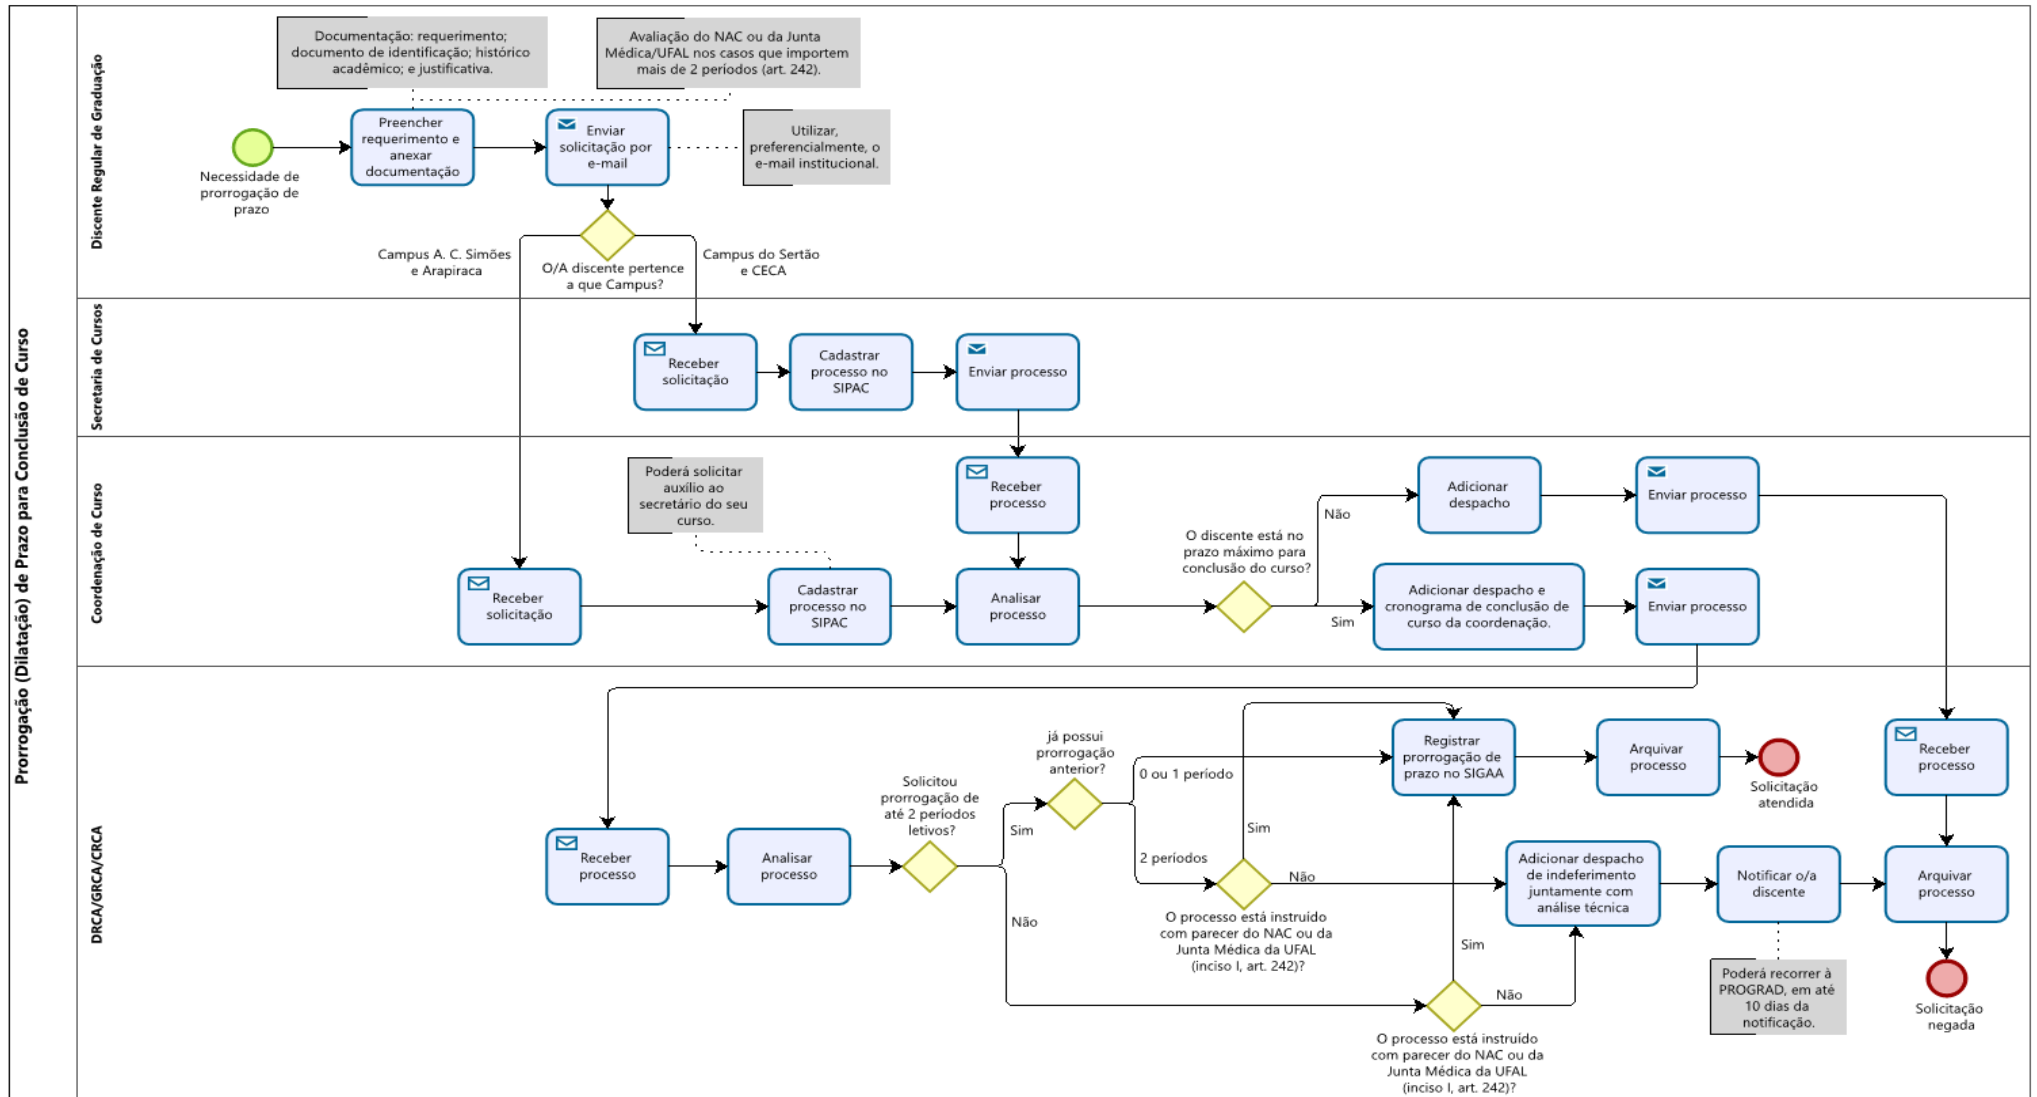 Prorrogação (Dilatação) de Prazo para Conclusão de Curso
Discente Regular de Graduação
Documentação: requerimento;
documento de identificação; histórico
acadêmico; e justificativa.
Avaliação do NAC ou da Junta
Médica/UFAL nos casos que importem
mais de 2 períodos (art. 242).
Necessidade de
prorrogação de
prazo
Preencher
requerimento e
anexar
documentação
Enviar
solicitação por
e-mail
Utilizar,
preferencialmente, o
e-mail institucional.
Campus A. C. Simões
e Arapiraca
O/A discente pertence
a que Campus?
Campus do Sertão
e CECA
Secretaria de Cursos
Receber
solicitação
Cadastrar
processo no
SIPAC
Enviar processo
Coordenação de Curso
Poderá solicitar
auxílio ao
secretário do seu
curso.
Receber
processo
Receber
solicitação
Cadastrar
processo no
SIPAC
Analisar
processo
O discente está no
prazo máximo para
conclusão do curso?
Não
Adicionar
despacho
Enviar processo
Sim
Adicionar despacho e
cronograma de conclusão de
curso da coordenação.
Enviar processo
DRCA/GRCA/CRCA
Receber
processo
Analisar
processo
Solicitou
prorrogação de
até 2 períodos
letivos?
Sim
Não
já possui
prorrogação
anterior?
0 ou 1 período
2 períodos
O processo está instruído
com parecer do NAC ou da
Junta Médica da UFAL
(inciso I, art. 242)?
Sim
Não
Registrar
prorrogação de
prazo no SIGAA
Arquivar
processo
Solicitação
atendida
O processo está instruído
com parecer do NAC ou da
Junta Médica da UFAL
(inciso I, art. 242)?
Sim
Não
Adicionar despacho
de indeferimento
juntamente com
análise técnica
Notificar o/a
discente
Poderá recorrer à
PROGRAD, em até
10 dias da
notificação.
Receber
processo
Arquivar
processo
Solicitação
negada